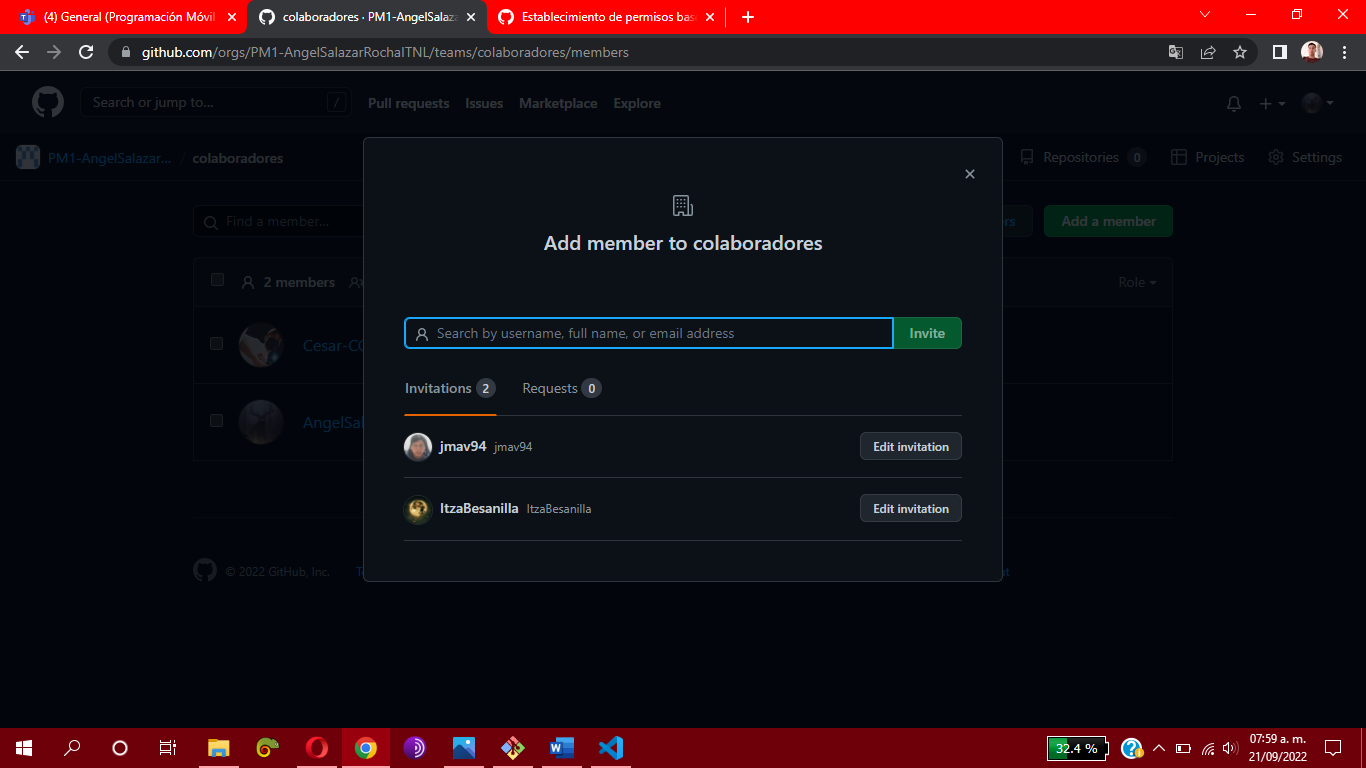 (4) General (Programación Móvil
colaboradores · PM1-AngelSalaza
Establecimiento de permisos bas
github.com/orgs/PM1-AngelSalazarRochaITNL/teams/colaboradores/members
Search or jump to... /
Pull requests Issues Marketplace Explore
PM1-AngelSalazar... / colaboradores
Repositories 0 Projects Settings
Find a member...
Add a member
Add member to colaboradores
2 members
Role
Search by username, full name, or email address Invite
Cesar-CC
Invitations 2 Requests 0
AngelSal
jmav94 jmav94 Edit invitation
ItzaBesanilla ItzaBesanilla Edit invitation
© 2022 GitHub, Inc.
32.4 %
07:59 a. m.
21/09/2022